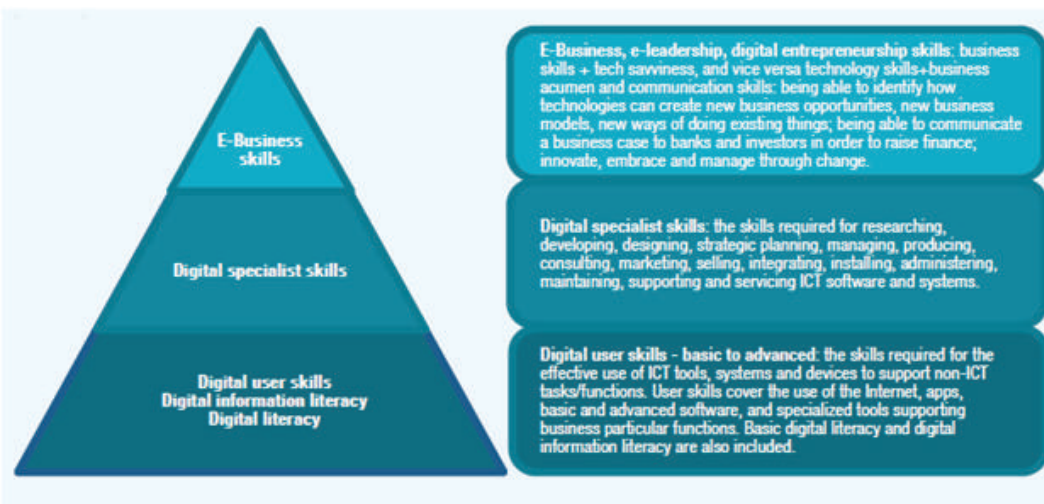 E-Business
skills
Digital specialist skills
Digital user skills
Digital information literacy
Digital literacy
E-Business, e-leadership, digital entrepreneurship skills: business
skills + tech savviness, and vice versa technology skills+business
acumen and communication skills: being able to identify how
technologies can create new business opportunities, new business
models, new ways of doing existing things; being able to communicate
a business case to banks and investors in order to raise finance;
innovate, embrace and manage through change.
Digital specialist skills: the skills required for researching,
developing, designing, strategic planning, managing, producing,
consulting, marketing, selling, integrating, installing, administering,
maintaining, supporting and servicing ICT software and systems.
Digital user skills - basic to advanced: the skills required for the
effective use of ICT tools, systems and devices to support non-ICT
tasks/functions. User skills cover the use of the Internet, apps,
basic and advanced software, and specialized tools supporting
business particular functions. Basic digital literacy and digital
information literacy are also included.